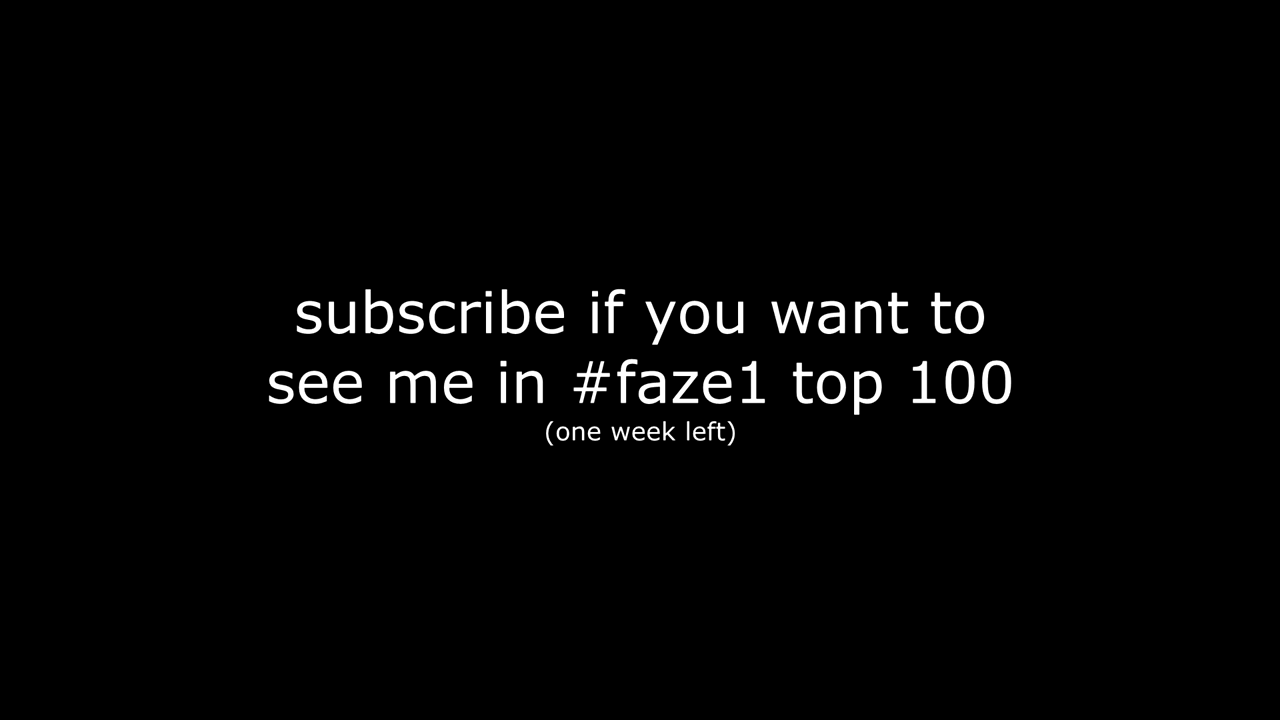 subscribe if you want to
see me in #faze1 top 100
(one week left)